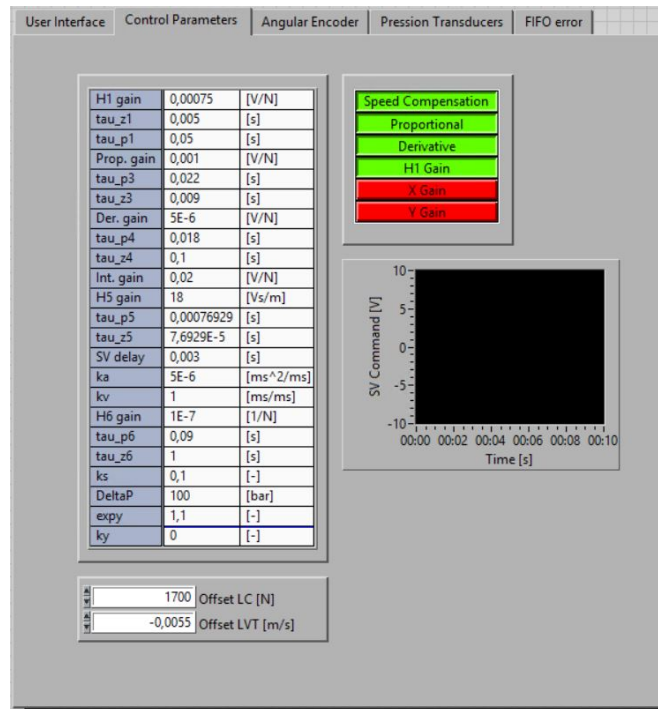 User Interface Control Parameters Angular Encoder Pression Transducers FIFO error
H1 gain 0,00075 [V/N]
tau_z1 0,005 [s]
tau_p1 0,05 [s]
Prop. gain 0,001 [V/N]
tau_p3 0,022 [s]
tau_z3 0,009 [s]
Der. gain 5E-6 [V/N]
tau_p4 0,018 [s]
tau_z4 0,1 [s]
Int. gain 0,02 [V/N]
H5 gain 18 [Vs/m]
tau_p5 0,00076929 [s]
tau_z5 7,6929E-5 [s]
SV delay 0,003 [s]
ka 5E-6 [ms^2/ms]
kv 1 [ms/ms]
H6 gain 1E-7 [1/N]
tau_p6 0,09 [s]
tau_z6 1 [s]
ks 0,1 [-]
DeltaP 100 [bar]
expy 1,1 [-]
ky 0 [-]
1700 Offset LC [N]
-0,0055 Offset LVT [m/s]
Speed Compensation
Proportional
Derivative
H1 Gain
X Gain
Y Gain
SV Command [V]
10
5
0
-5
-10
00:00 00:02 00:04 00:06 00:08 00:10
Time [s]